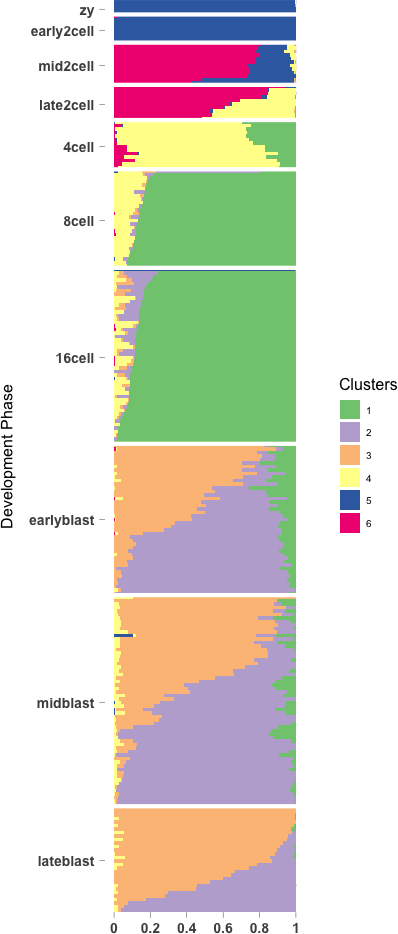 zy
early2cell
mid2cell
late2cell
4cell
8cell
16cell
earlyblast
midblast
lateblast
Development Phase
0 0.2 0.4 0.6 0.8 1
Clusters
1
2
3
4
5
6